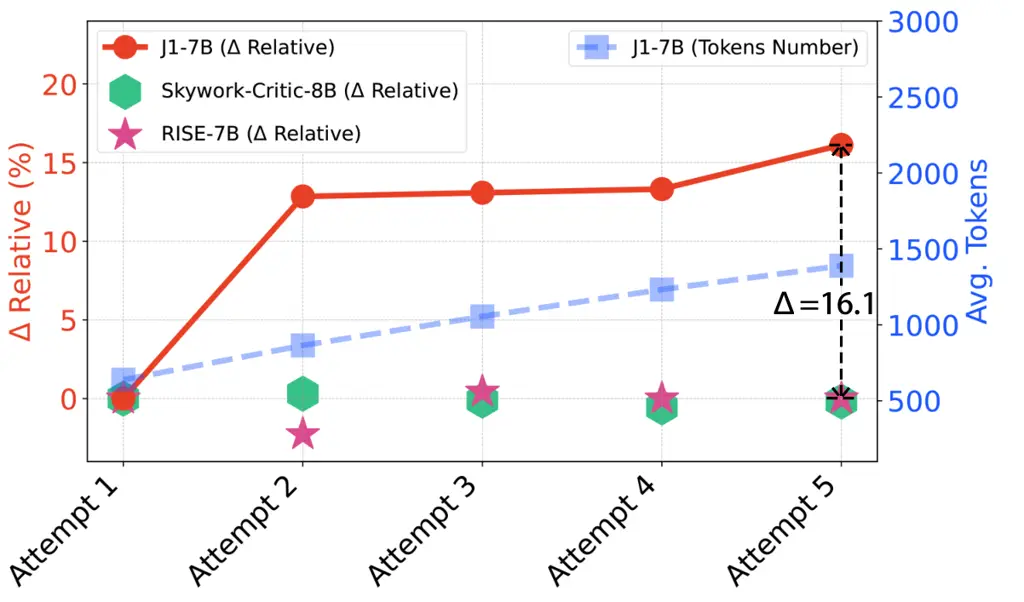 J1-7B (Δ Relative)
Skywork-Critic-8B (Δ Relative)
RISE-7B (Δ Relative)
J1-7B (Tokens Number)
Δ Relative (%)
20
15
10
5
0
3000
2500
2000
1500
1000
500
Avg. Tokens
Δ=16.1
Attempt 1
Attempt 2
Attempt 3
Attempt 4
Attempt 5